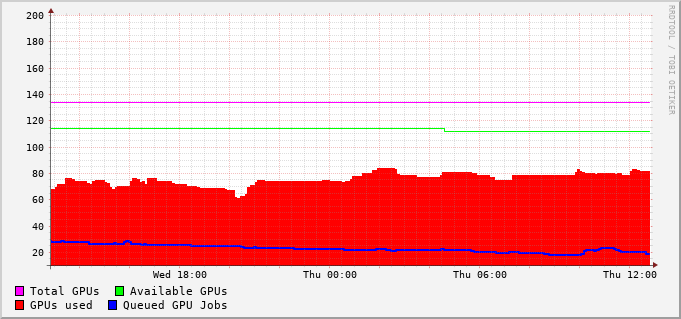 200
180
160
140
120
100
80
60
40
20
Wed 18:00 Thu 00:00 Thu 06:00 Thu 12:00
Total GPUs Available GPUs
GPUs used Queued GPU Jobs
RRDTOOL / TOBI OETIKER